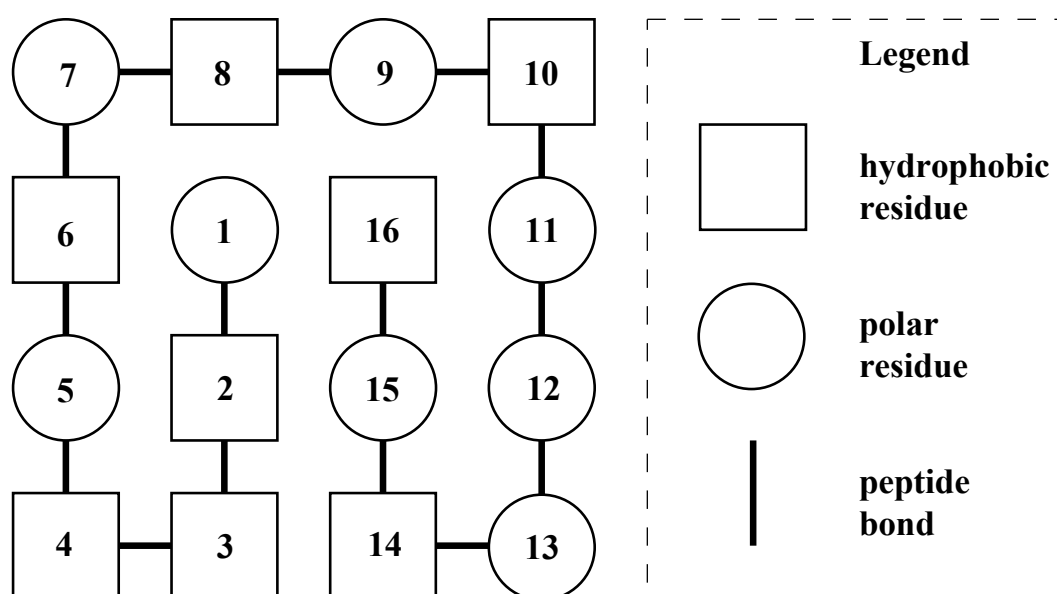 7 8 9 10
6 1 16 11
5 2 15 12
4 3 14 13
Legend
hydrophobic
residue
polar
residue
peptide
bond